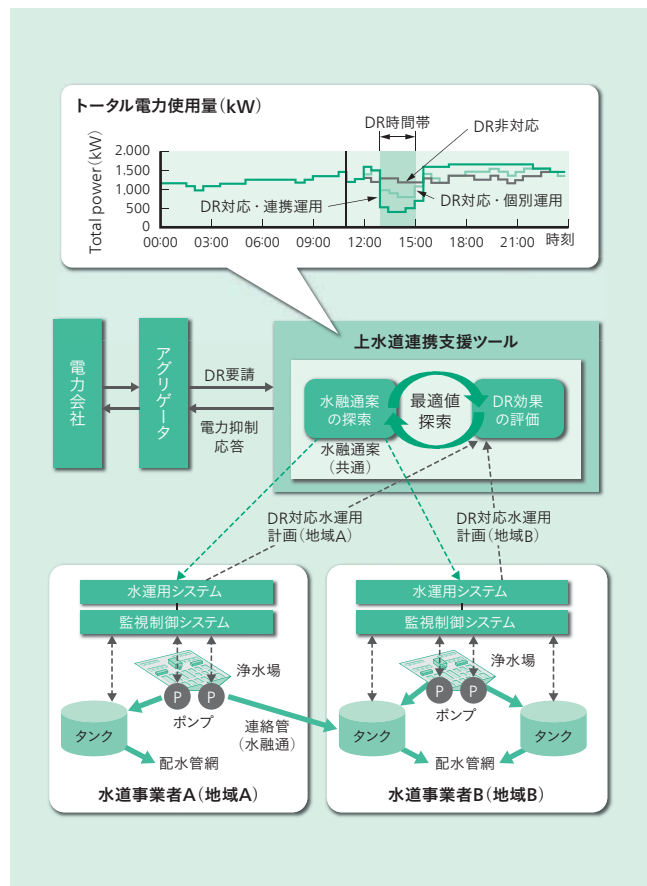 トータル電力使用量（kW）
DR時間帯
DR非対応
Total power（kW）
2.000
1.500
1.000
500
0
DR対応・連携運用
DR対応・個別運用
00:00 03:00 06:00 09:00 12:00 15:00 18:00 21:00 時刻
電力会社
アグリゲータ
DR要請
電力抑制
応答
上水道連携支援ツール
水融通案
の探索
最適値
探索
DR効果
の評価
水融通案
（共通）
DR対応水運用
計画（地域A）
DR対応水運用
計画（地域B）
水運用システム
監視制御システム
浄水場
P P
ポンプ
タンク
配水管網
水道事業者A（地域A）
連絡管
（水融通）
水運用システム
監視制御システム
浄水場
P P
ポンプ
タンク
タンク
配水管網
水道事業者B（地域B）